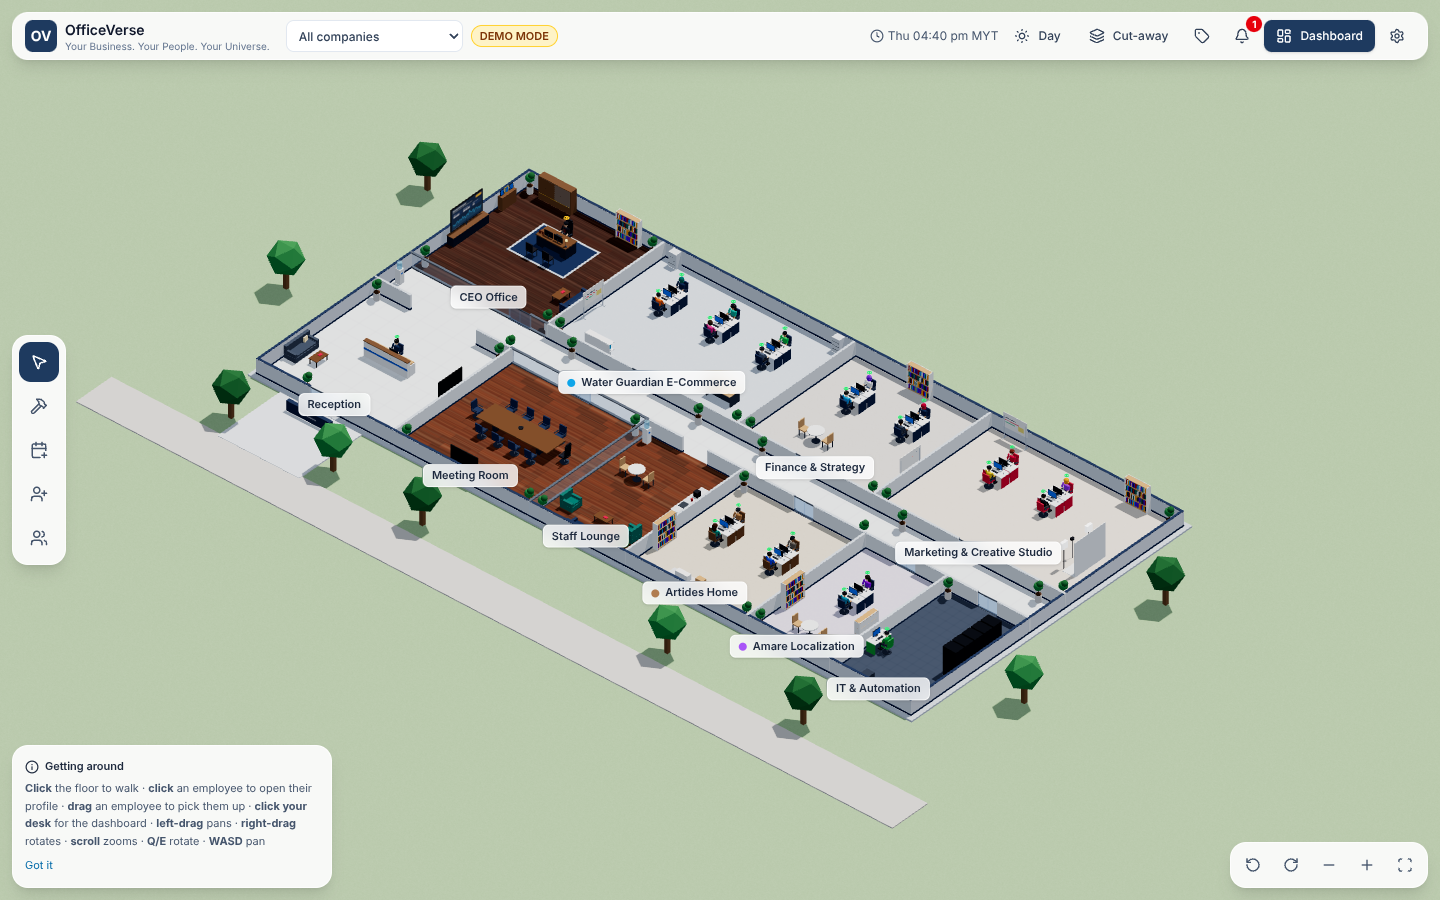 OV
OfficeVerse
Your Business. Your People. Your Universe.
All companies
DEMO MODE
Thu 04:40 pm MYT
Day
Cut-away
1
Dashboard
CEO Office
Water Guardian E-Commerce
Reception
Meeting Room
Finance & Strategy
Staff Lounge
Marketing & Creative Studio
Artides Home
Amare Localization
IT & Automation
Getting around
Click the floor to walk · click an employee to open their
profile · drag an employee to pick them up · click your
desk for the dashboard · left-drag pans · right-drag
rotates · scroll zooms · Q/E rotate · WASD pan
Got it